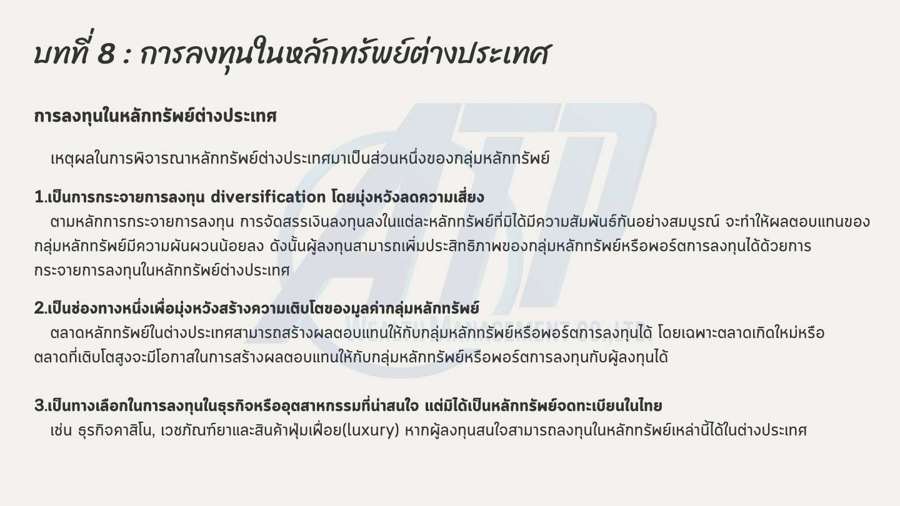 บทที่ 8 : การลงทุนในหลักทรัพย์ต่างประเทศ
การลงทุนในหลักทรัพย์ต่างประเทศ
เหตุผลในการพิจารณาหลักทรัพย์ต่างประเทศมาเป็นส่วนหนึ่งของกลุ่มหลักทรัพย์
1.เป็นการกระจายการลงทุน diversification โดยมุ่งหวังลดความเสี่ยง
ตามหลักการกระจายการลงทุน การจัดสรรเงินลงทุนลงในแต่ละหลักทรัพย์ที่มิได้มีความสัมพันธ์กันอย่างสมบูรณ์ จะทำให้ผลตอบแทนของ
กลุ่มหลักทรัพย์มีความผันผวนน้อยลง ดังนั้นผู้ลงทุนสามารถเพิ่มประสิทธิภาพของกลุ่มหลักทรัพย์หรือพอร์ตการลงทุนได้ด้วยการ
กระจายการลงทุนในหลักทรัพย์ต่างประเทศ
2.เป็นช่องทางหนึ่งเพื่อมุ่งหวังสร้างความเติบโตของมูลค่ากลุ่มหลักทรัพย์
ตลาดหลักทรัพย์ในต่างประเทศสามารถสร้างผลตอบแทนให้กับกลุ่มหลักทรัพย์หรือพอร์ตการลงทุนได้ โดยเฉพาะตลาดเกิดใหม่หรือ
ตลาดที่เติบโตสูงจะมีโอกาสในการสร้างผลตอบแทนให้กับกลุ่มหลักทรัพย์หรือพอร์ตการลงทุนกับผู้ลงทุนได้
3.เป็นทางเลือกในการลงทุนในธุรกิจหรืออุตสาหกรรมที่น่าสนใจ แต่มิได้เป็นหลักทรัพย์จดทะเบียนในไทย
เช่น ธุรกิจคาสิโน, เวชภัณฑ์ยาและสินค้าฟุ่มเฟื่อย(luxury) หากผู้ลงทุนสนใจสามารถลงทุนในหลักทรัพย์เหล่านี้ได้ในต่างประเทศ
ATP
WEALTH MANAGEMENT CO.,LTD.